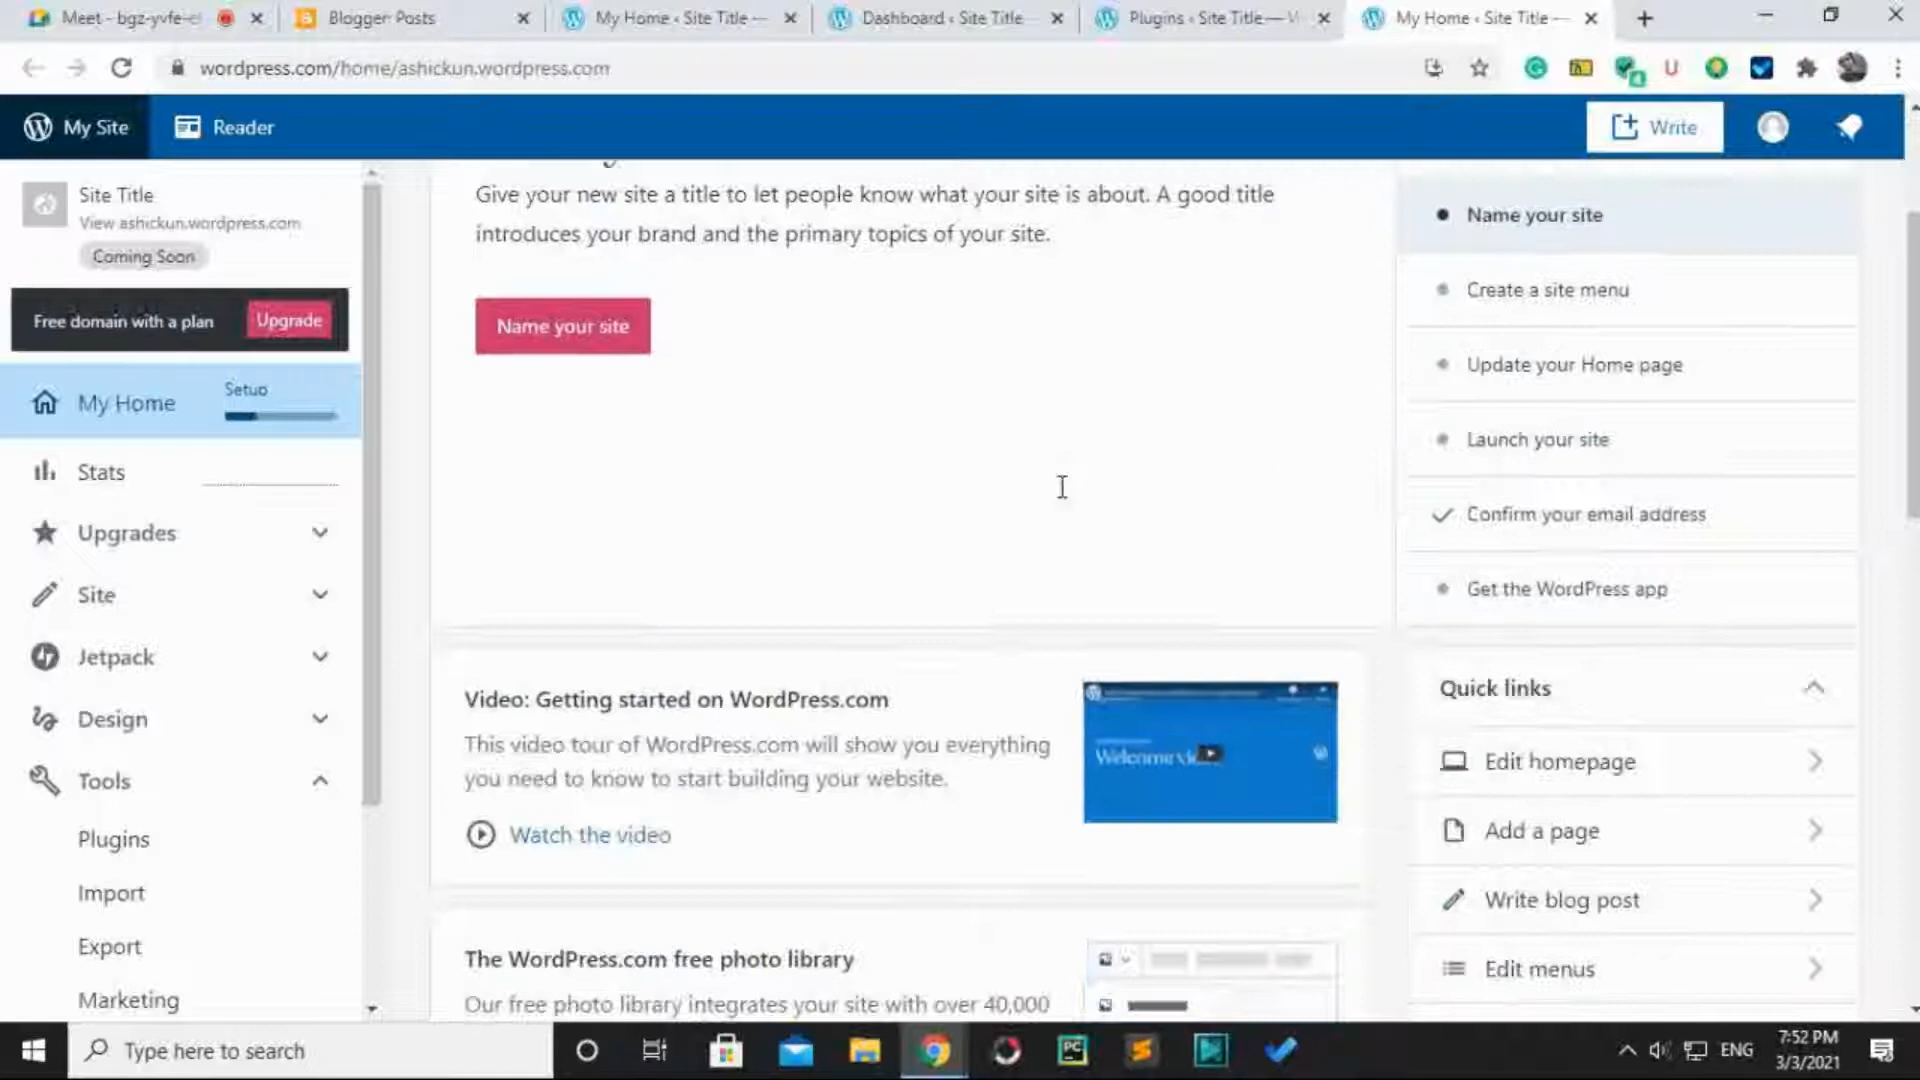 Meet - bgz-yvfe-e
Blogger: Posts
My Home ‹ Site Title —
Dashboard ‹ Site Title
Plugins ‹ Site Title — W
My Home ‹ Site Title —
wordpress.com/home/ashickun.wordpress.com
My Site
Reader
Write
Site Title
View ashickun.wordpress.com
Coming Soon
Free domain with a plan
Upgrade
My Home
Setup
Stats
Upgrades
Site
Jetpack
Design
Tools
Plugins
Import
Export
Marketing
Give your new site a title to let people know what your site is about. A good title
introduces your brand and the primary topics of your site.
Name your site
Name your site
Create a site menu
Update your Home page
Launch your site
Confirm your email address
Get the WordPress app
Video: Getting started on WordPress.com
This video tour of WordPress.com will show you everything
you need to know to start building your website.
Watch the video
The WordPress.com free photo library
Our free photo library integrates your site with over 40,000
Quick links
Edit homepage
Add a page
Write blog post
Edit menus
Type here to search
PC
ENG
7:52 PM
3/3/2021